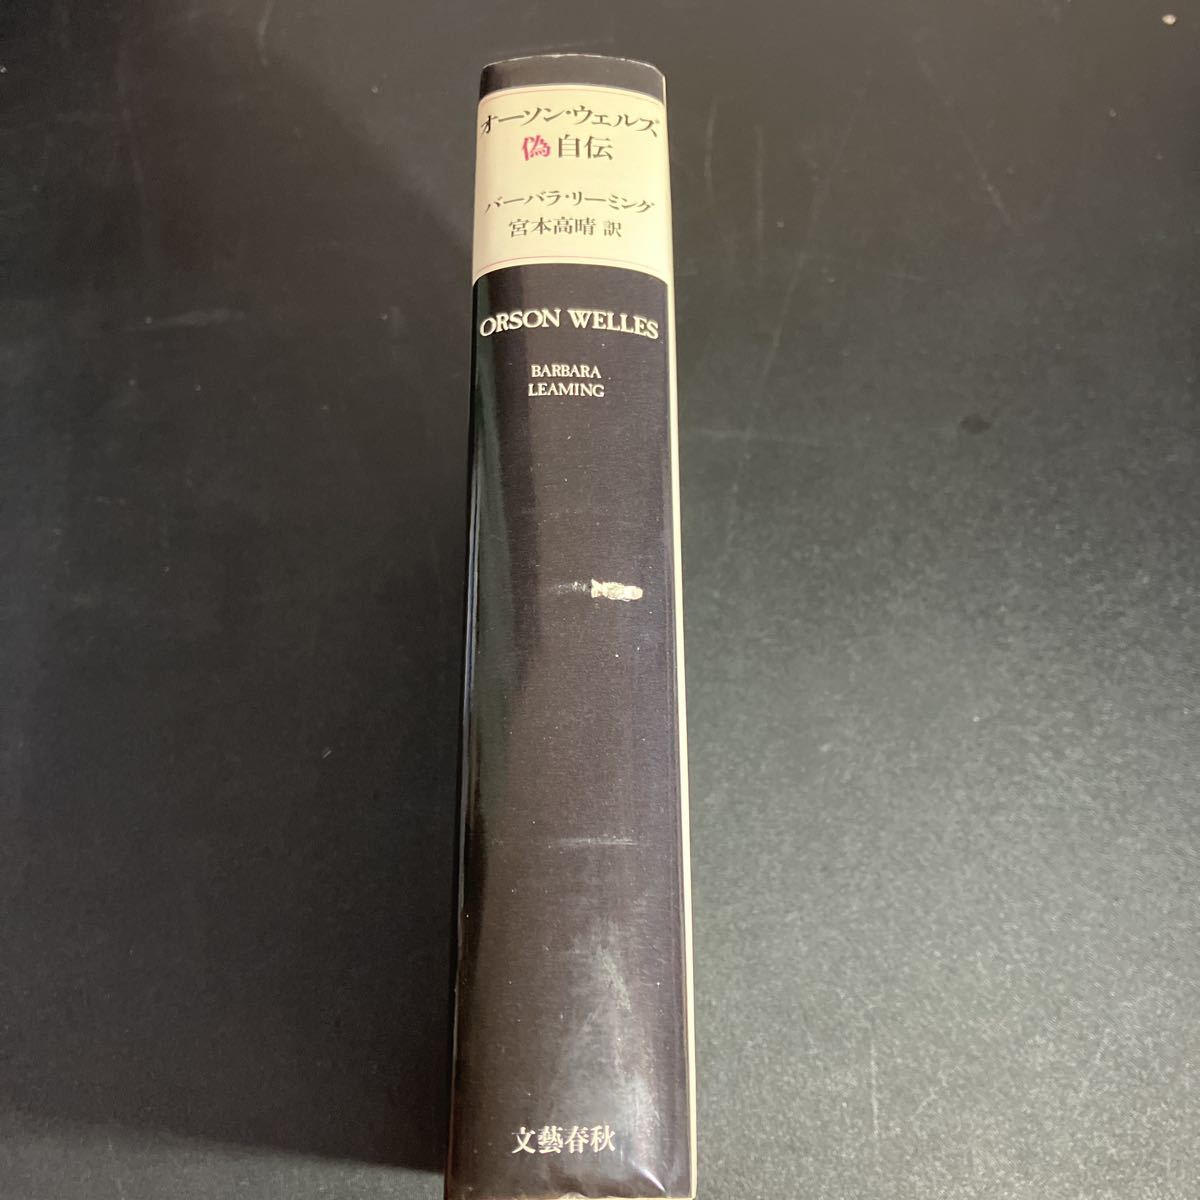 オーソン・ウェルズ
偽自伝
バーバラ・リーミング
宮本高晴 訳
ORSON WELLES
BARBARA
LEAMING
文藝春秋